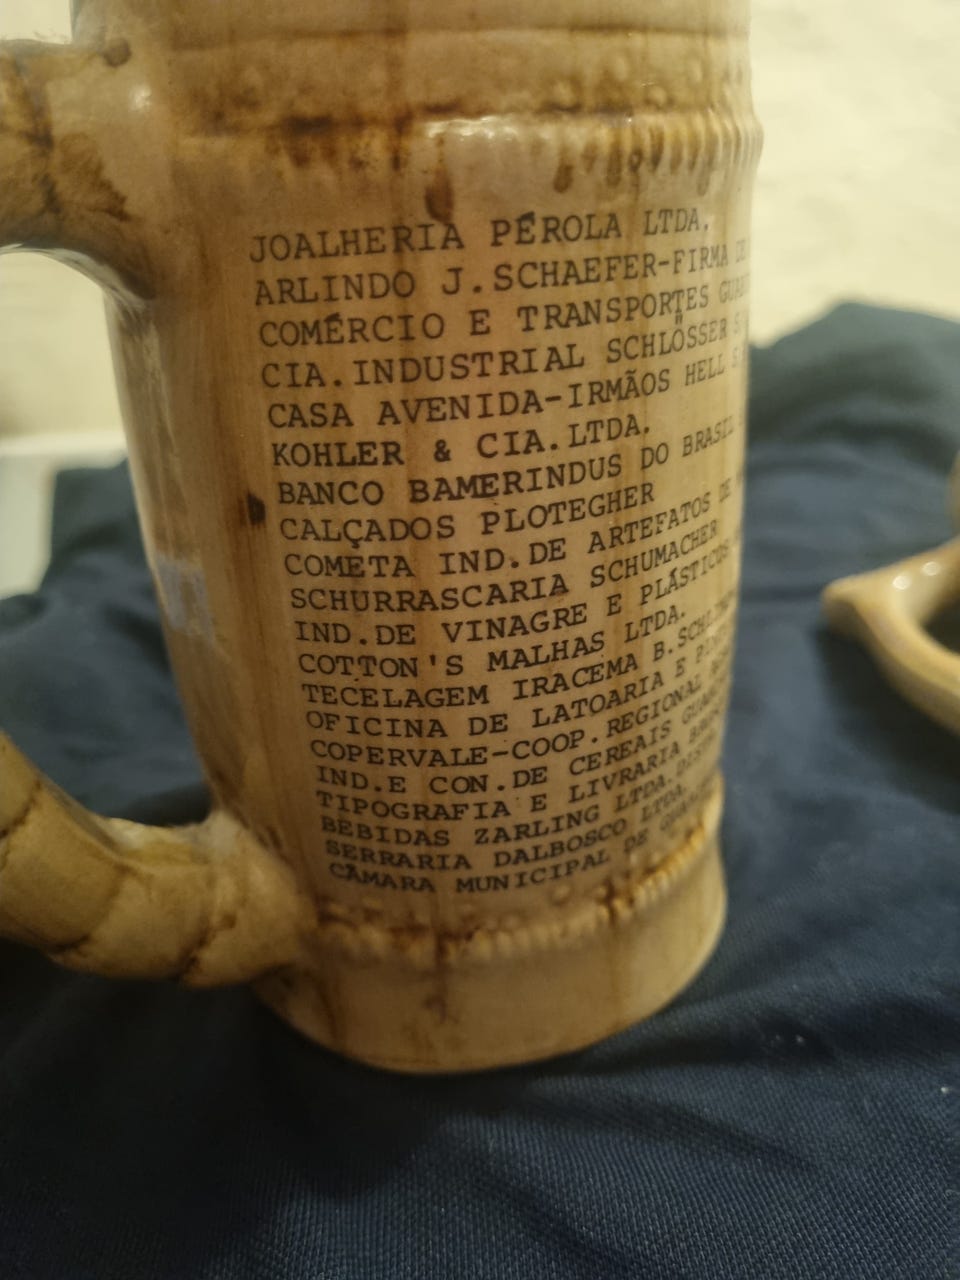 JOALHERIA PÉROLA LTDA.
ARLINDO J.SCHAEFER-FIRMA DE
COMÉRCIO E TRANSPORTES
CIA.INDUSTRIAL SCHLÖSSER
CASA AVENIDA-IRMÃOS HELL
KOHLER & CIA.LTDA.
BANCO BAMERINDUS DO BRASIL
CALÇADOS PLOTEGHER
COMETA IND.DE ARTEFATOS DE
SCHURRASCARIA SCHUMACHER
IND.DE VINAGRE E PLÁSTICOS
COTTON'S MALHAS LTDA.
TECELAGEM IRACEMA
OFICINA DE LATOARIA E
COPERVALE-COOP.REGIONAL
IND.E CON.DE CEREAIS
TIPOGRAFIA E LIVRARIA
BEBIDAS ZARLING LTDA.
SERRARIA DALBOSCO LTDA.
CÂMARA MUNICIPAL DE